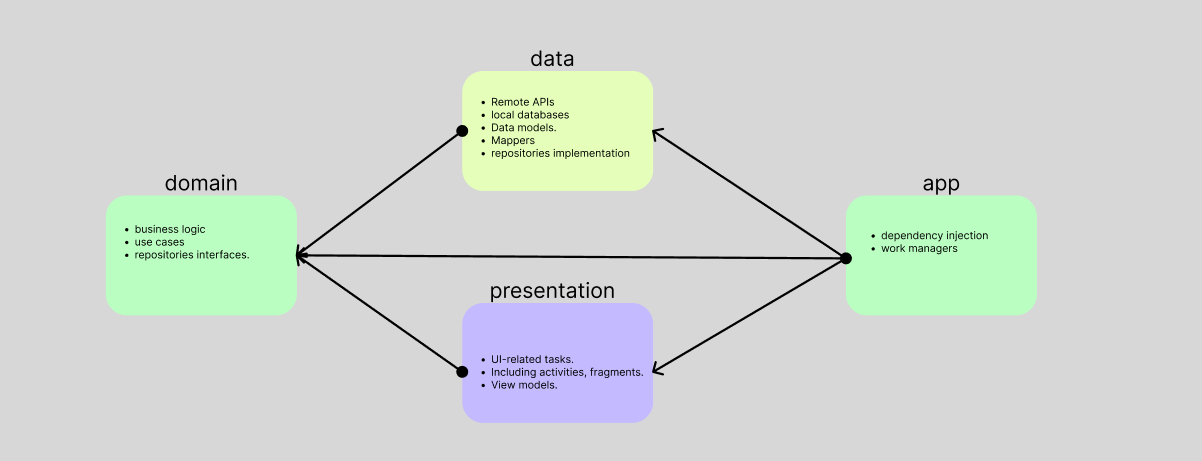 data
• Remote APIs
• local databases
• Data models.
• Mappers
• repositories implementation
domain
• business logic
• use cases
• repositories interfaces.
app
• dependency injection
• work managers
presentation
• UI-related tasks.
• Including activities, fragments.
• View models.